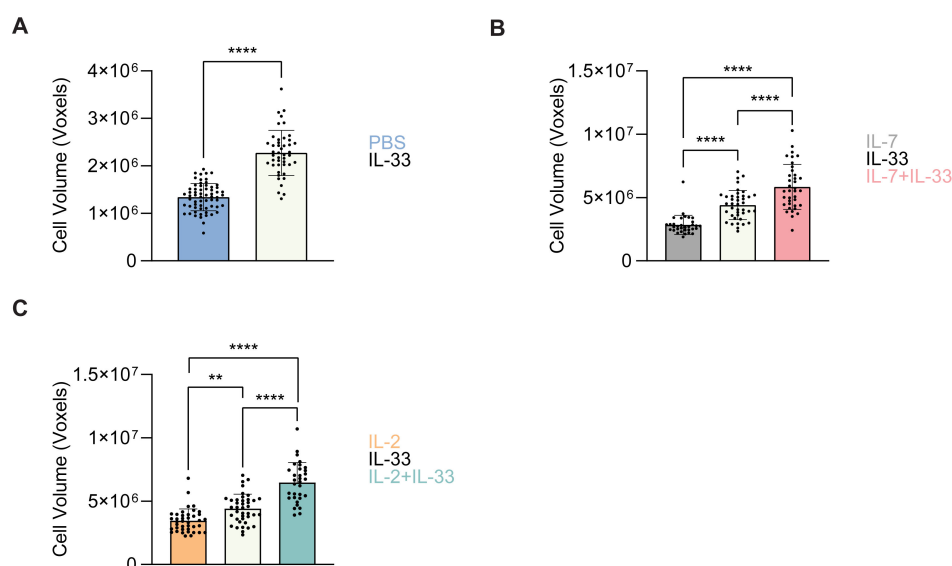 A
Cell Volume (Voxels)
4×10⁶
3×10⁶
2×10⁶
1×10⁶
0
****
PBS
IL-33
B
Cell Volume (Voxels)
1.5×10⁷
1×10⁷
5×10⁶
0
****
****
****
IL-7
IL-33
IL-7+IL-33
C
Cell Volume (Voxels)
1.5×10⁷
1×10⁷
5×10⁶
0
****
**
****
IL-2
IL-33
IL-2+IL-33